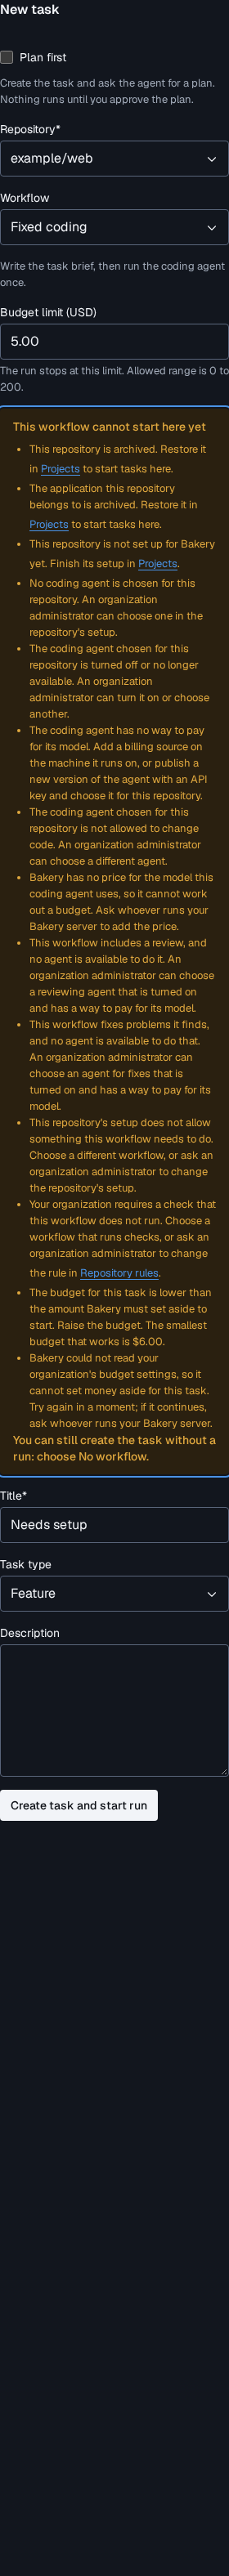 New task
Plan first
Create the task and ask the agent for a plan.
Nothing runs until you approve the plan.
Repository*
example/web
Workflow
Fixed coding
Write the task brief, then run the coding agent
once.
Budget limit (USD)
5.00
The run stops at this limit. Allowed range is 0 to
200.
This workflow cannot start here yet
• This repository is archived. Restore it
in Projects to start tasks here.
• The application this repository
belongs to is archived. Restore it in
Projects to start tasks here.
• This repository is not set up for Bakery
yet. Finish its setup in Projects.
• No coding agent is chosen for this
repository. An organization
administrator can choose one in the
repository's setup.
• The coding agent chosen for this
repository is turned off or no longer
available. An organization
administrator can turn it on or choose
another.
• The coding agent has no way to pay
for its model. Add a billing source on
the machine it runs on, or publish a
new version of the agent with an API
key and choose it for this repository.
• The coding agent chosen for this
repository is not allowed to change
code. An organization administrator
can choose a different agent.
• Bakery has no price for the model this
coding agent uses, so it cannot work
out a budget. Ask whoever runs your
Bakery server to add the price.
• This workflow includes a review, and
no agent is available to do it. An
organization administrator can choose
a reviewing agent that is turned on
and has a way to pay for its model.
• This workflow fixes problems it finds,
and no agent is available to do that.
An organization administrator can
choose an agent for fixes that is
turned on and has a way to pay for its
model.
• This repository's setup does not allow
something this workflow needs to do.
Choose a different workflow, or ask an
organization administrator to change
the repository's setup.
• Your organization requires a check that
this workflow does not run. Choose a
workflow that runs checks, or ask an
organization administrator to change
the rule in Repository rules.
• The budget for this task is lower than
the amount Bakery must set aside to
start. Raise the budget. The smallest
budget that works is $6.00.
• Bakery could not read your
organization's budget settings, so it
cannot set money aside for this task.
Try again in a moment; if it continues,
ask whoever runs your Bakery server.
You can still create the task without a
run: choose No workflow.
Title*
Needs setup
Task type
Feature
Description
Create task and start run